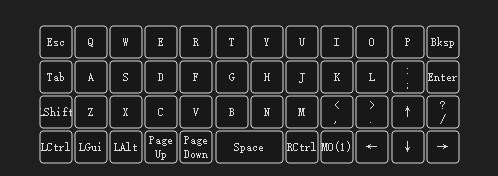 Esc Q W E R T Y U I O P Bksp
Tab A S D F G H J K L : ; Enter
LShift Z X C V B N M < , > . ↑ ? /
LCtrl LGui LAlt Page Up Page Down Space RCtrl MO(1) ← ↓ →